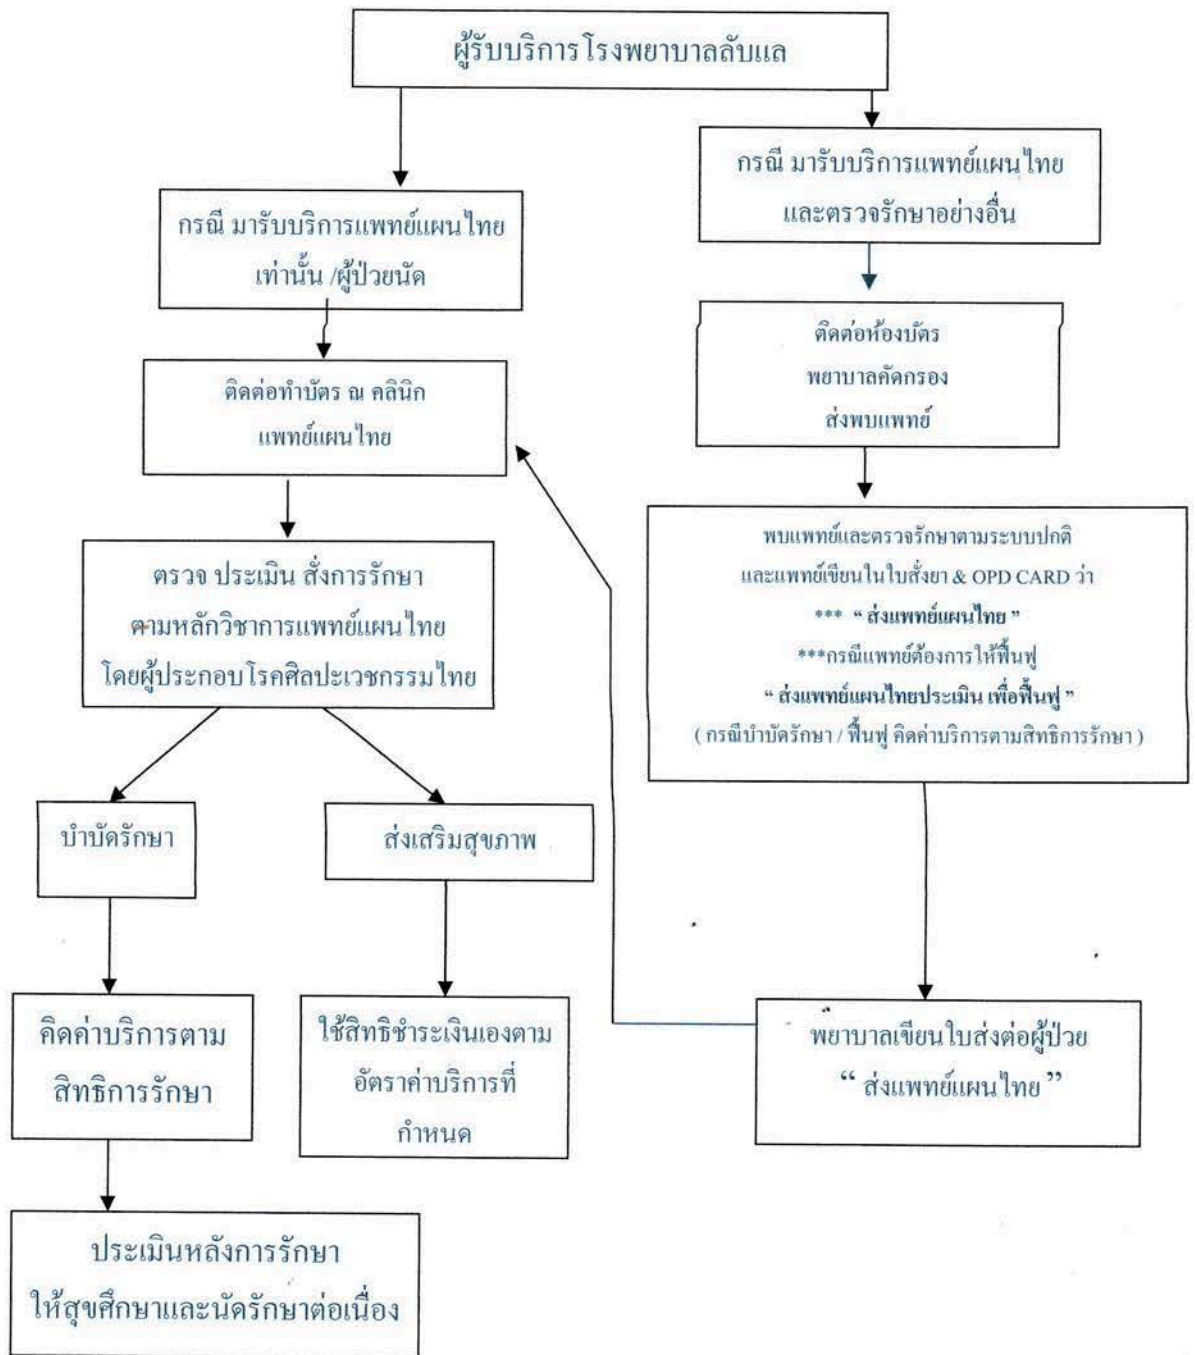 ผู้รับบริการโรงพยาบาลลับแล
กรณี มารับบริการแพทย์แผนไทย
เท่านั้น /ผู้ป่วยนัด
ติดต่อทำบัตร ณ คลินิก
แพทย์แผนไทย
ตรวจ ประเมิน สั่งการรักษา
ตามหลักวิชาการแพทย์แผนไทย
โดยผู้ประกอบโรคศิลปะเวชกรรมไทย
บำบัดรักษา
ส่งเสริมสุขภาพ
คิดค่าบริการตาม
สิทธิการรักษา
ใช้สิทธิชำระเงินเองตาม
อัตราค่าบริการที่
กำหนด
ประเมินหลังการรักษา
ให้สุขศึกษาและนัดรักษาต่อเนื่อง
กรณี มารับบริการแพทย์แผนไทย
และตรวจรักษาอย่างอื่น
ติดต่อห้องบัตร
พยาบาลคัดกรอง
ส่งพบแพทย์
พบแพทย์และตรวจรักษาตามระบบปกติ
และแพทย์เขียนในใบสั่งยา & OPD CARD ว่า
*** “ ส่งแพทย์แผนไทย ”
***กรณีแพทย์ต้องการให้ฟื้นฟู
“ ส่งแพทย์แผนไทยประเมิน เพื่อฟื้นฟู ”
( กรณีบำบัดรักษา / ฟื้นฟู คิดค่าบริการตามสิทธิการรักษา )
พยาบาลเขียนใบส่งต่อผู้ป่วย
“ ส่งแพทย์แผนไทย ”